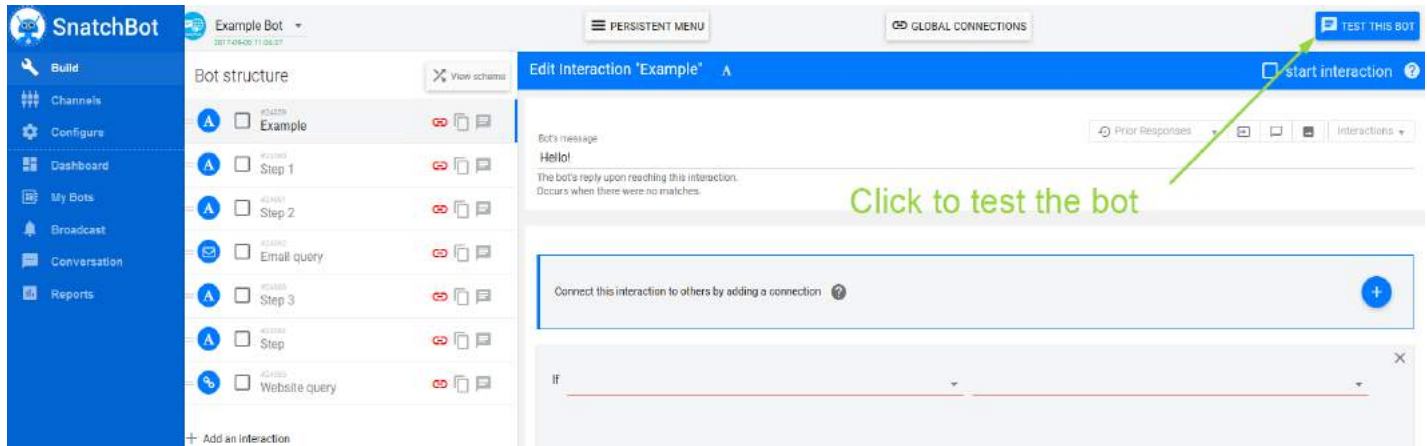 SnatchBot
Example Bot
PERSISTENT MENU
GLOBAL CONNECTIONS
TEST THIS BOT
Build
Channels
Configure
Dashboard
My Bots
Broadcast
Conversation
Reports
Bot structure
View schema
Example
Step 1
Step 2
Email query
Step 3
Step
Website query
Add an interaction
Edit Interaction "Example" A
start interaction
Prior Responses
Interactions
Bot's message
Hello!
The bot's reply upon reaching this interaction.
Occurs when there were no matches.
Click to test the bot
Connect this interaction to others by adding a connection
If